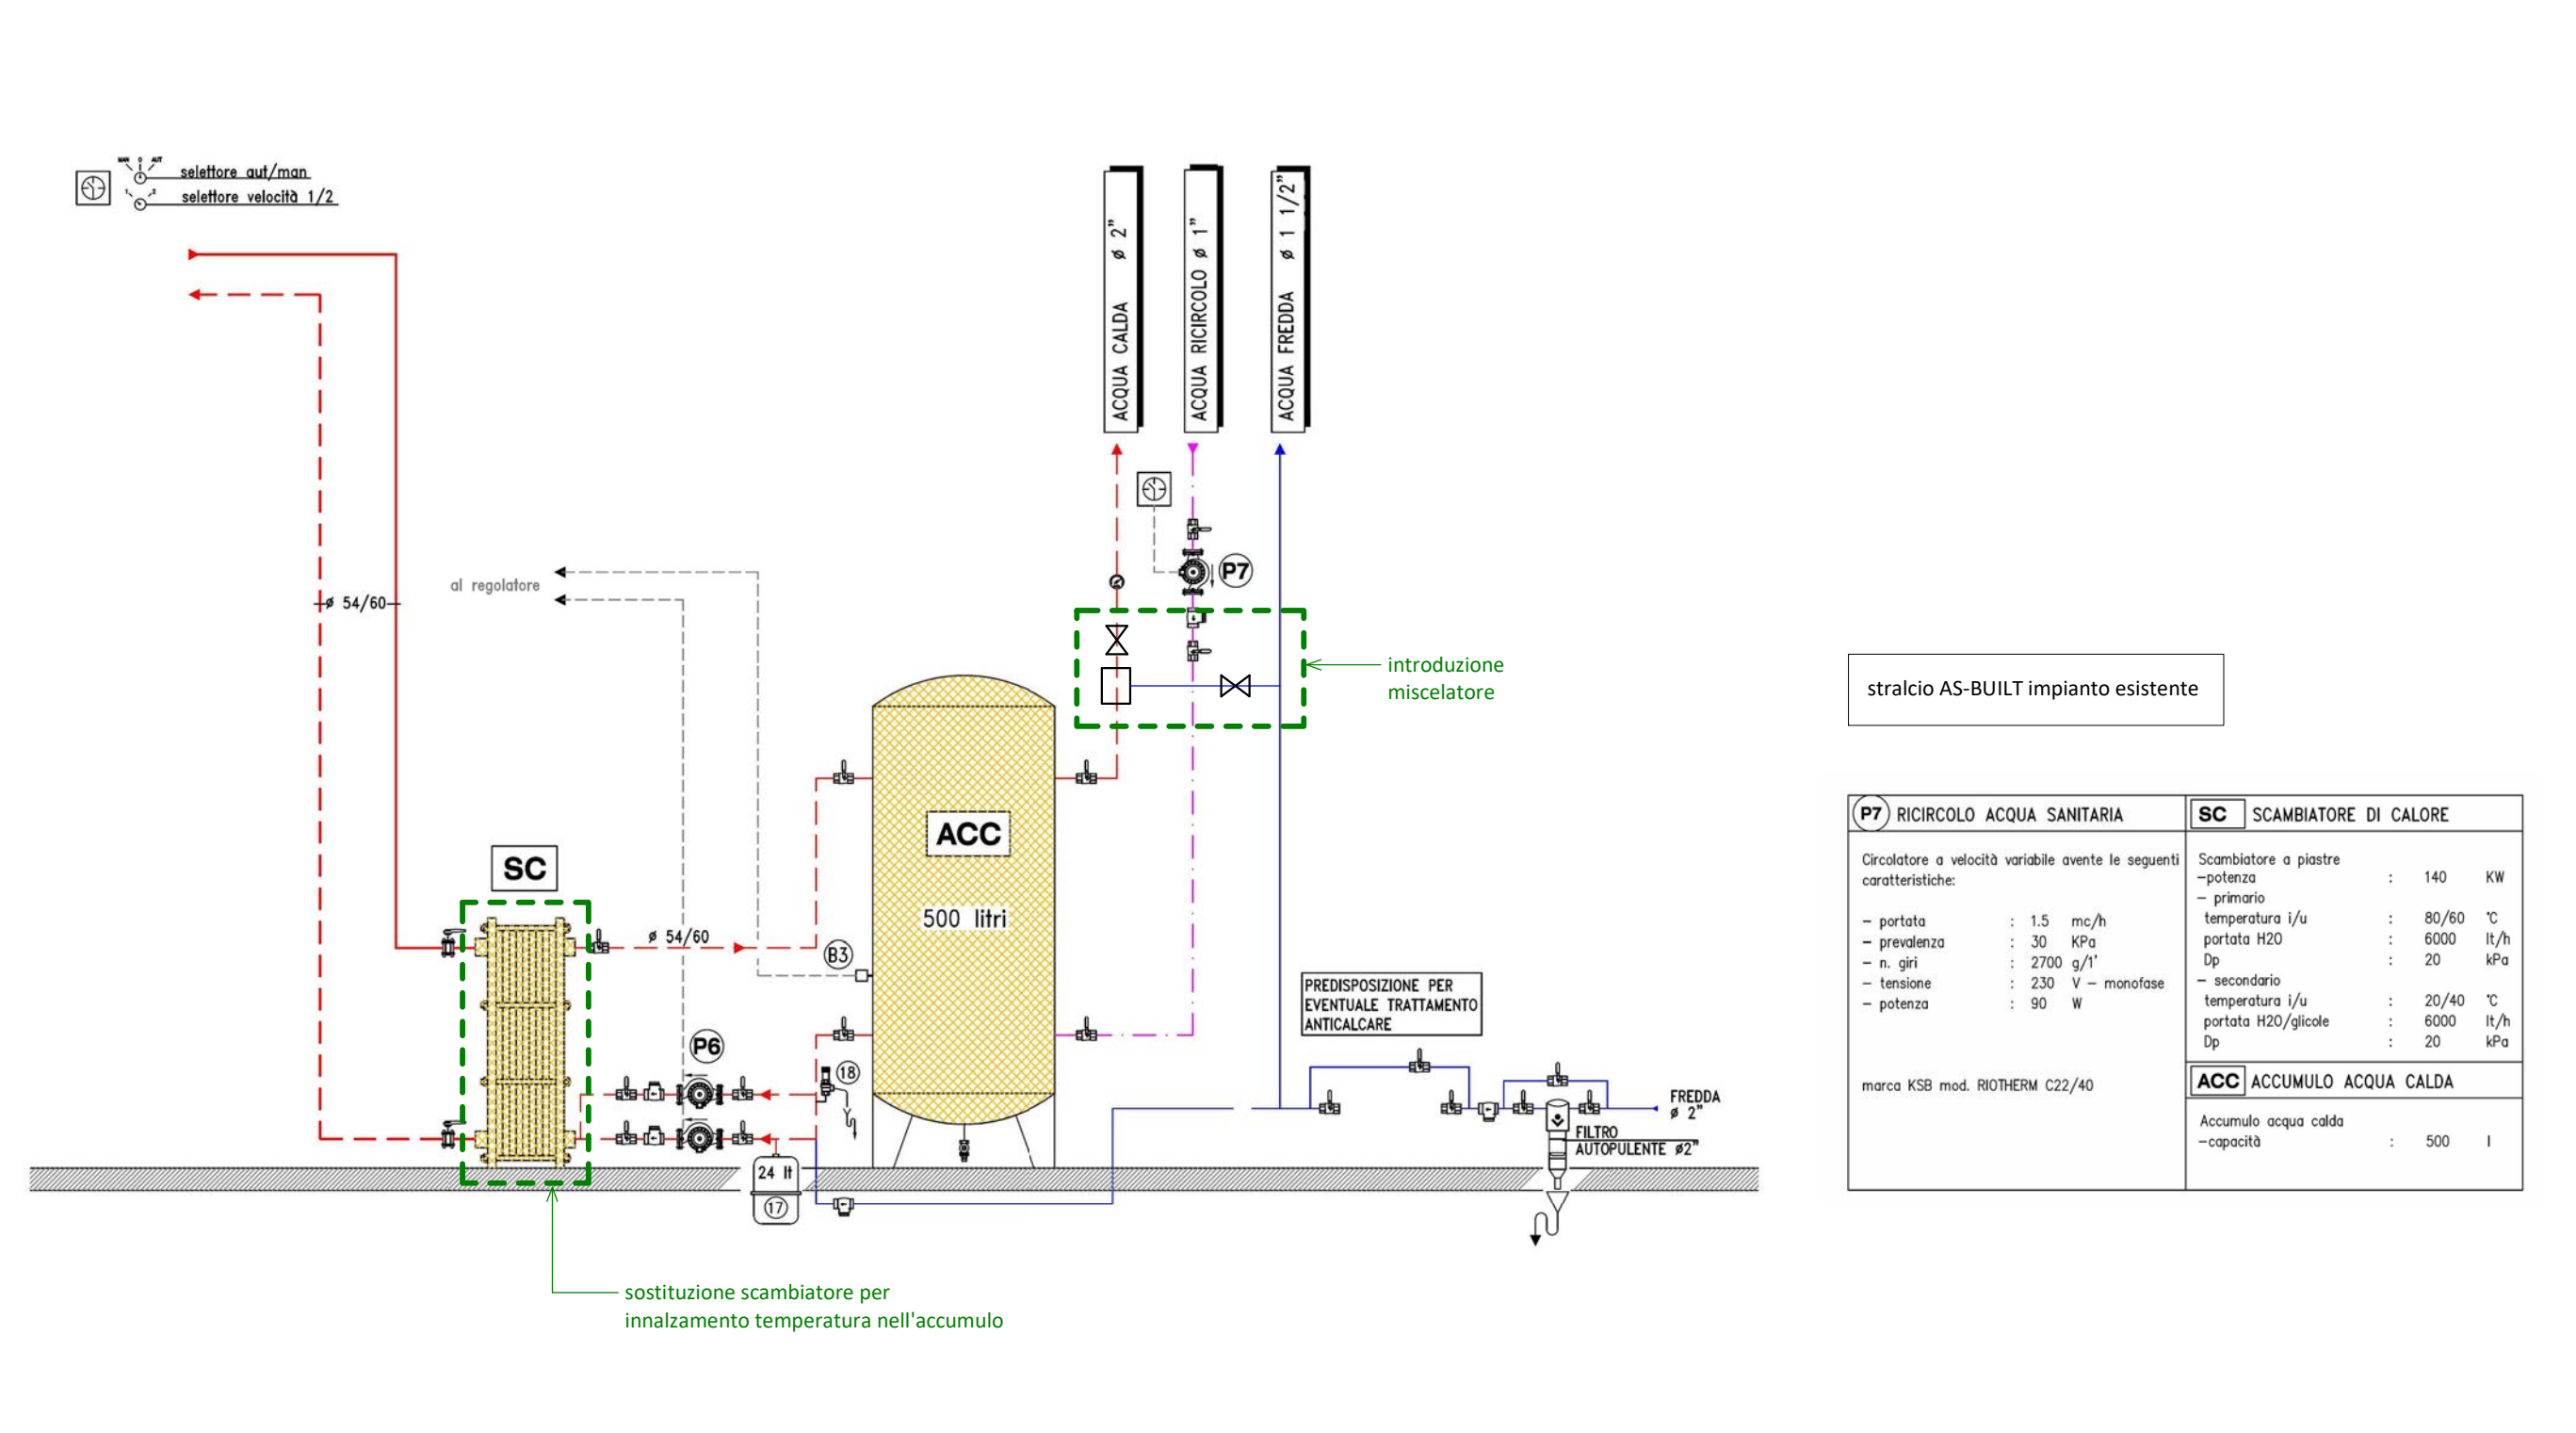 MAN 0 AUT
selettore aut/man
1 2
selettore velocità 1/2
ACQUA CALDA ø 2"
ACQUA RICIRCOLO ø 1"
ACQUA FREDDA ø 1 1/2"
al regolatore
ø 54/60
P7
introduzione
miscelatore
stralcio AS-BUILT impianto esistente
SC
ACC
500 litri
ø 54/60
B3
P6
18
24 lt
17
PREDISPOSIZIONE PER
EVENTUALE TRATTAMENTO
ANTICALCARE
FREDDA
ø 2"
FILTRO
AUTOPULENTE ø2"
sostituzione scambiatore per
innalzamento temperatura nell'accumulo
P7 RICIRCOLO ACQUA SANITARIA
Circolatore a velocità variabile avente le seguenti
caratteristiche:
– portata : 1.5 mc/h
– prevalenza : 30 KPa
– n. giri : 2700 g/1'
– tensione : 230 V – monofase
– potenza : 90 W
marca KSB mod. RIOTHERM C22/40
SC SCAMBIATORE DI CALORE
Scambiatore a piastre
–potenza : 140 KW
– primario
temperatura i/u : 80/60 °C
portata H20 : 6000 lt/h
Dp : 20 kPa
– secondario
temperatura i/u : 20/40 °C
portata H20/glicole : 6000 lt/h
Dp : 20 kPa
ACC ACCUMULO ACQUA CALDA
Accumulo acqua calda
–capacità : 500 l